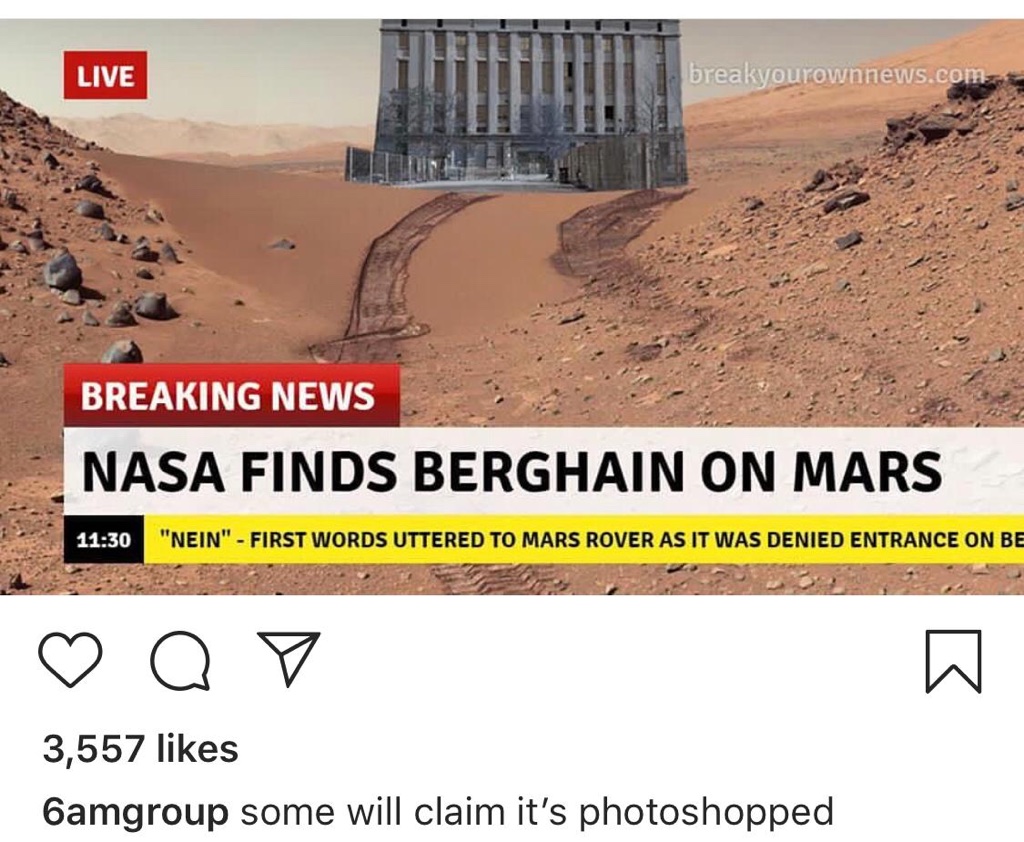 LIVE
breakyourownnews.com
BREAKING NEWS
NASA FINDS BERGHAIN ON MARS
11:30 "NEIN" - FIRST WORDS UTTERED TO MARS ROVER AS IT WAS DENIED ENTRANCE ON BE
3,557 likes
6amgroup some will claim it's photoshopped